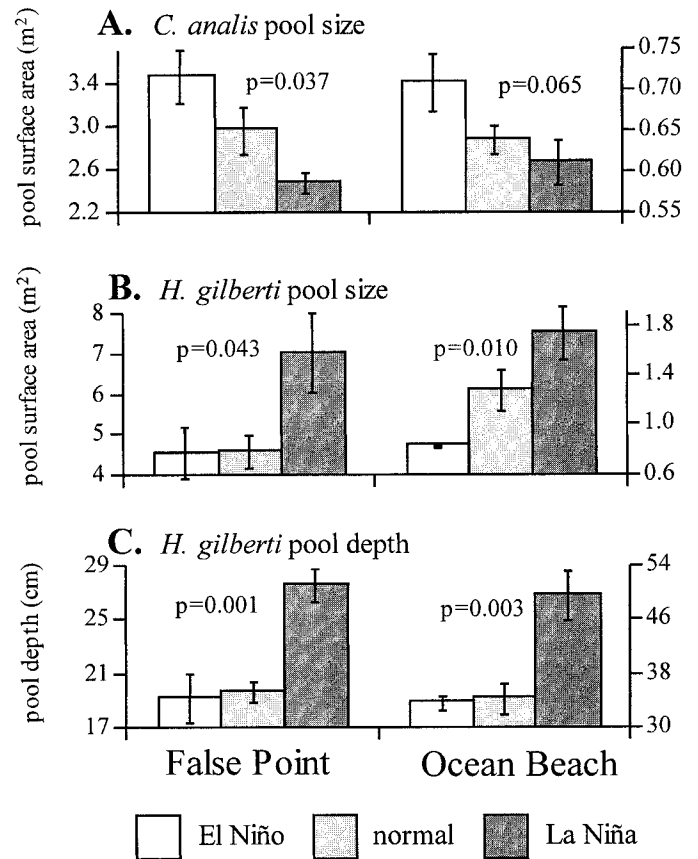 A. C. analis pool size
pool surface area (m²)
3.4
3.0
2.6
2.2
p=0.037
p=0.065
0.75
0.70
0.65
0.60
0.55
B. H. gilberti pool size
pool surface area (m²)
8
7
6
5
4
p=0.043
p=0.010
1.8
1.4
1.0
0.6
C. H. gilberti pool depth
pool depth (cm)
29
25
21
17
p=0.001
p=0.003
54
46
38
30
False Point Ocean Beach
El Niño normal La Niña